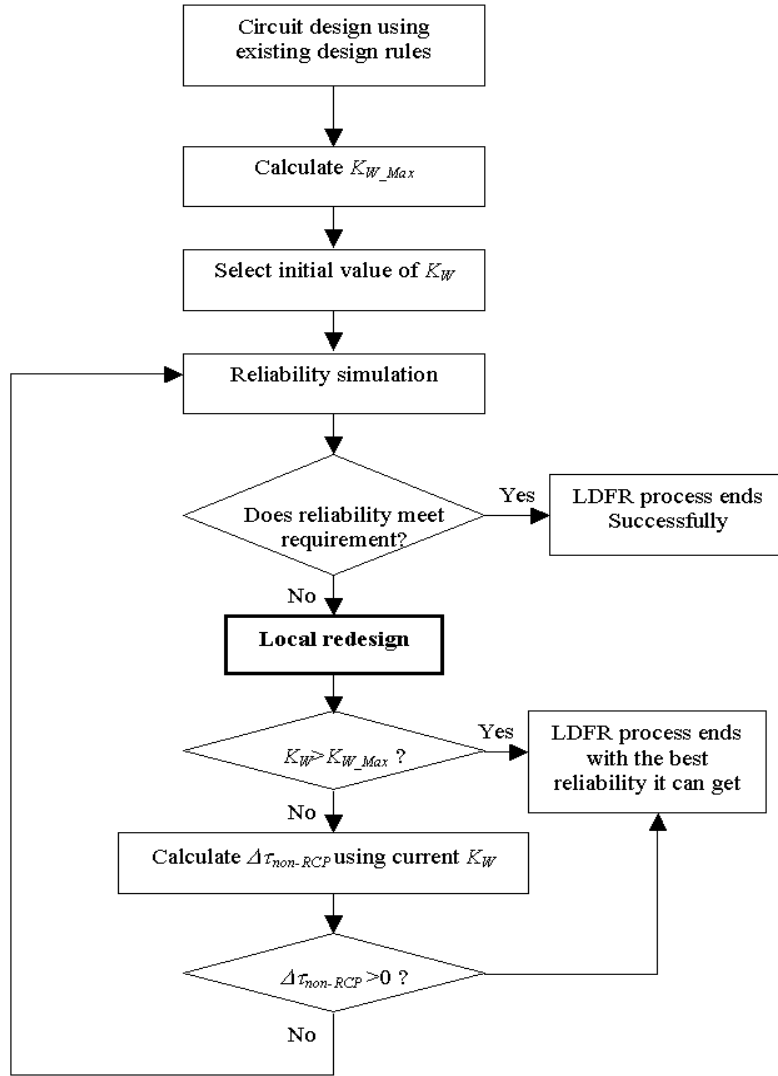 Circuit design using
existing design rules
Calculate K_W_Max
Select initial value of K_W
Reliability simulation
Does reliability meet
requirement?
Yes
LDFR process ends
Successfully
No
Local redesign
K_W>K_W_Max ?
Yes
LDFR process ends
with the best
reliability it can get
No
Calculate Δτ_non-RCP using current K_W
Δτ_non-RCP >0 ?
No